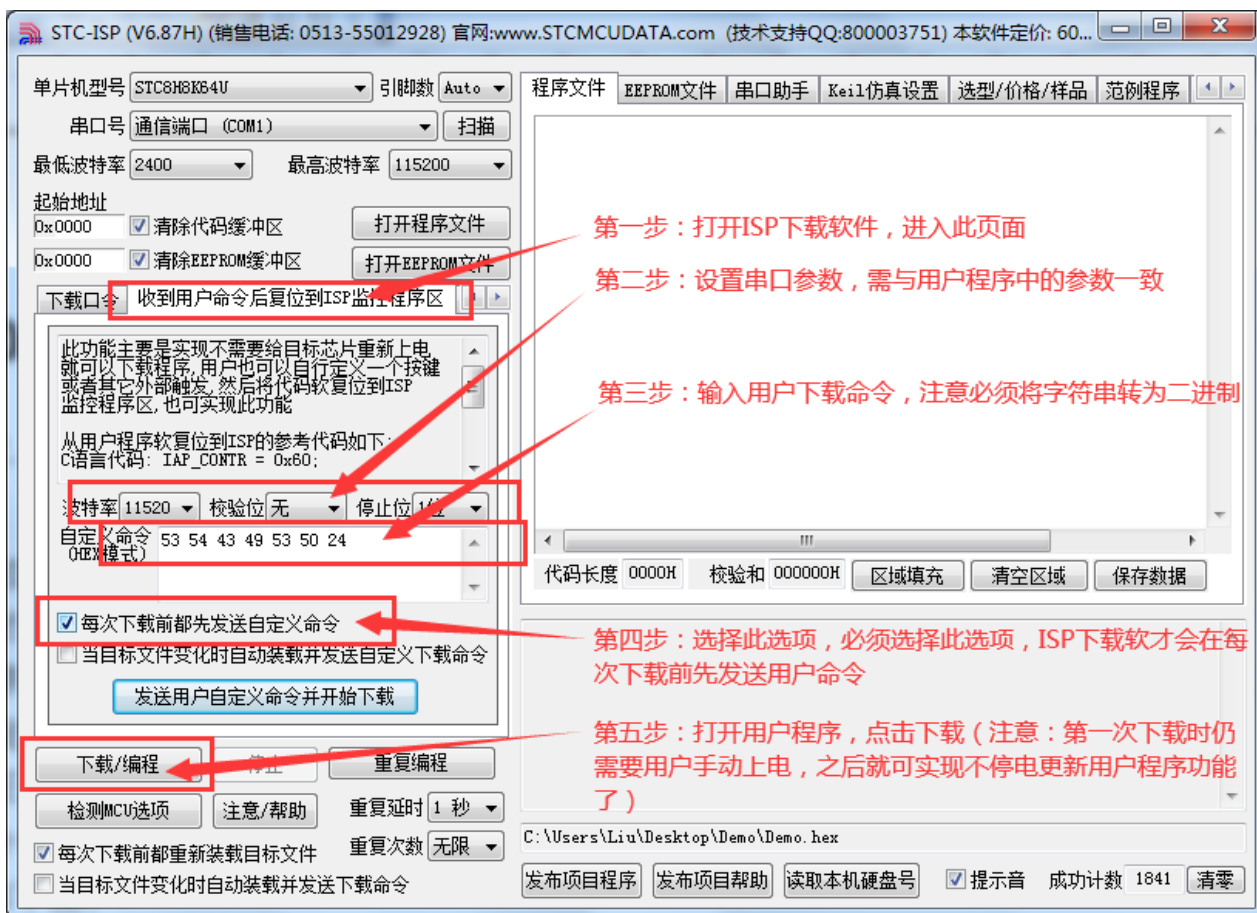 STC-ISP (V6.87H) (销售电话: 0513-55012928) 官网:www.STCMCUDATA.com (技术支持QQ:800003751) 本软件定价: 60...
单片机型号 STC8H8K64U 引脚数 Auto
串口号 通信端口 (COM1) 扫描
最低波特率 2400 最高波特率 115200
起始地址
0x0000 清除代码缓冲区 打开程序文件
0x0000 清除EEPROM缓冲区 打开EEPROM文件
下载口令 收到用户命令后复位到ISP监控程序区
此功能主要是实现不需要给目标芯片重新上电
就可以下载程序,用户也可以自行定义一个按键
或者其它外部触发,然后将代码软复位到ISP
监控程序区,也可实现此功能
从用户程序软复位到ISP的参考代码如下:
C语言代码: IAP_CONTR = 0x60;
波特率 11520 校验位 无 停止位 1位
自定义命令
(HEX模式)
53 54 43 49 53 50 24
每次下载前都先发送自定义命令
当目标文件变化时自动装载并发送自定义下载命令
发送用户自定义命令并开始下载
下载/编程 停止 重复编程
检测MCU选项 注意/帮助 重复延时 1 秒
每次下载前都重新装载目标文件 重复次数 无限
当目标文件变化时自动装载并发送下载命令
程序文件 EEPROM文件 串口助手 Keil仿真设置 选型/价格/样品 范例程序
第一步：打开ISP下载软件，进入此页面
第二步：设置串口参数，需与用户程序中的参数一致
第三步：输入用户下载命令，注意必须将字符串转为二进制
代码长度 0000H 校验和 000000H 区域填充 清空区域 保存数据
第四步：选择此选项，必须选择此选项，ISP下载软才会在每
次下载前先发送用户命令
第五步：打开用户程序，点击下载（注意：第一次下载时仍
需要用户手动上电，之后就可实现不停电更新用户程序功能
了）
C:\Users\Liu\Desktop\Demo\Demo.hex
发布项目程序 发布项目帮助 读取本机硬盘号 提示音 成功计数 1841 清零